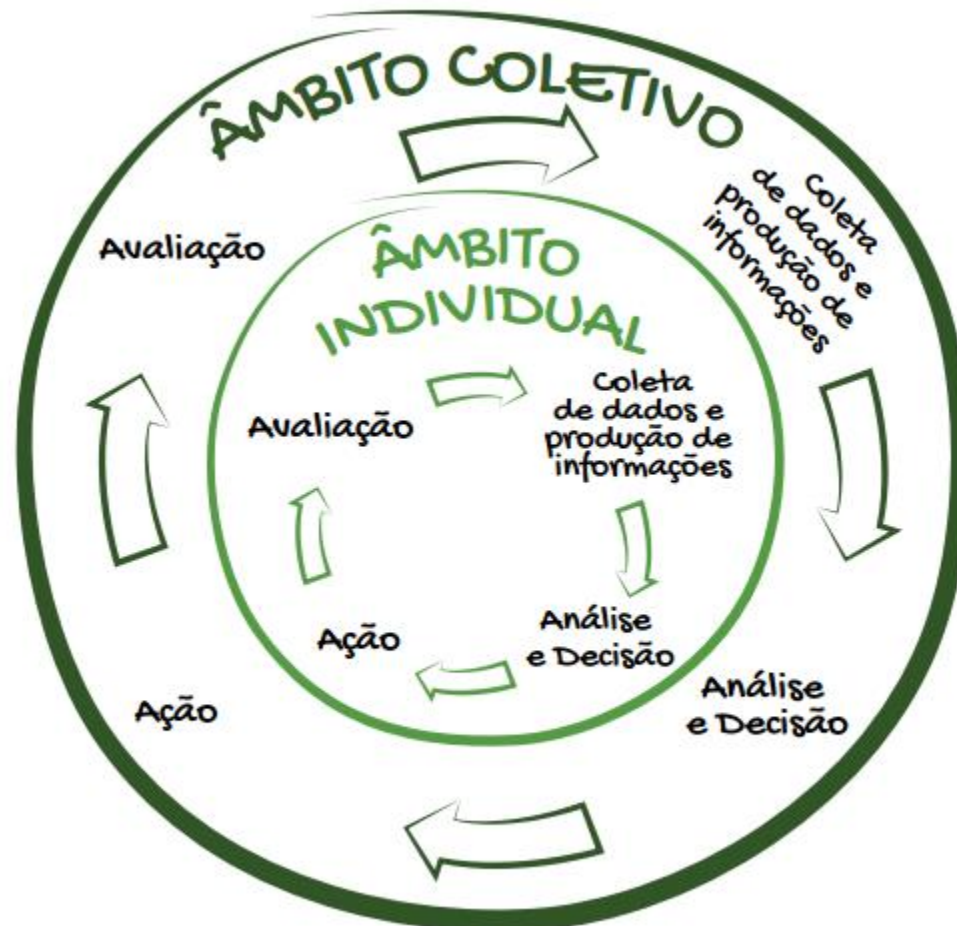 ÂMBITO COLETIVO
Coleta
de dados e
produção de
informações
Análise
e Decisão
Ação
Avaliação
ÂMBITO
INDIVIDUAL
Coleta
de dados e
produção de
informações
Análise
e Decisão
Ação
Avaliação